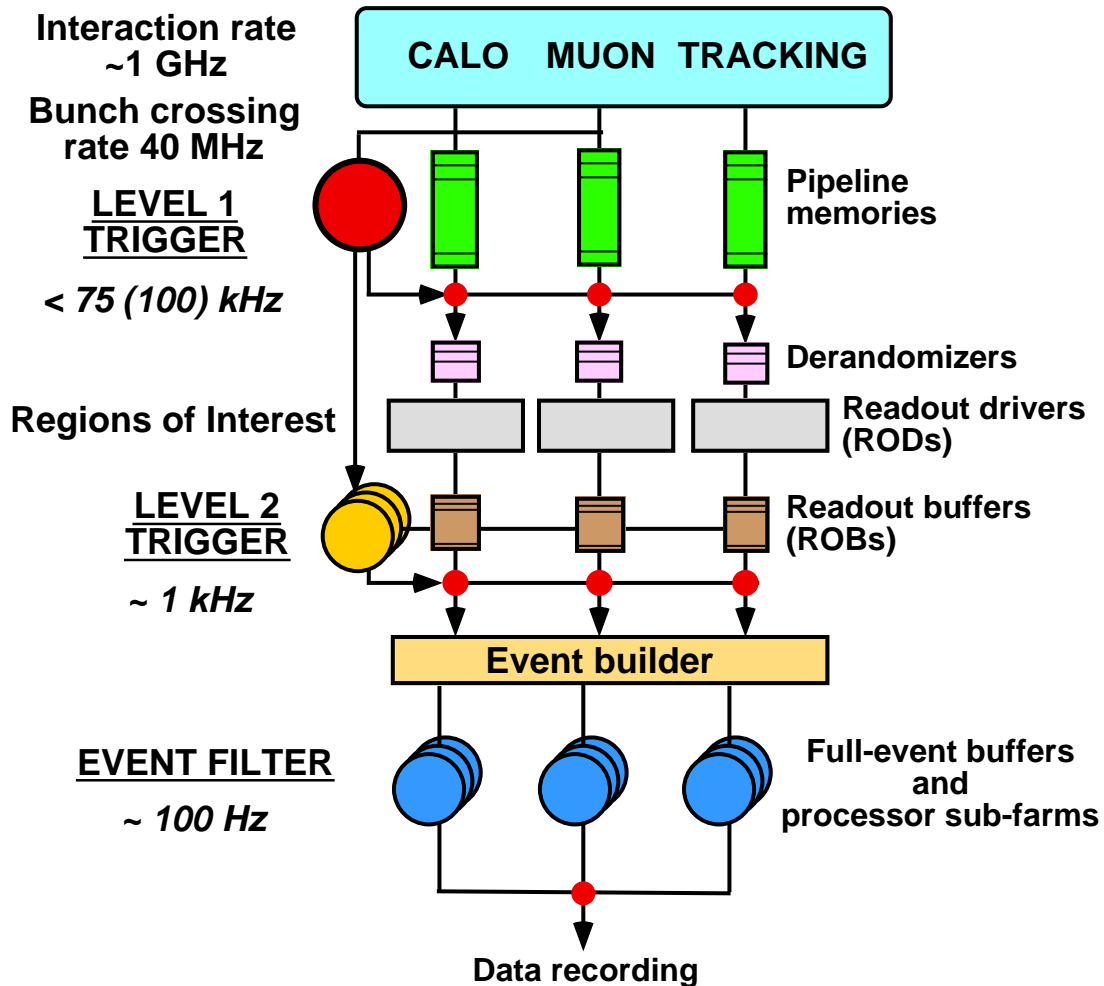 Interaction rate
~1 GHz
CALO MUON TRACKING
Bunch crossing
rate 40 MHz
LEVEL 1
TRIGGER
Pipeline
memories
< 75 (100) kHz
Derandomizers
Regions of Interest
Readout drivers
(RODs)
LEVEL 2
TRIGGER
Readout buffers
(ROBs)
~ 1 kHz
Event builder
EVENT FILTER
~ 100 Hz
Full-event buffers
and
processor sub-farms
Data recording